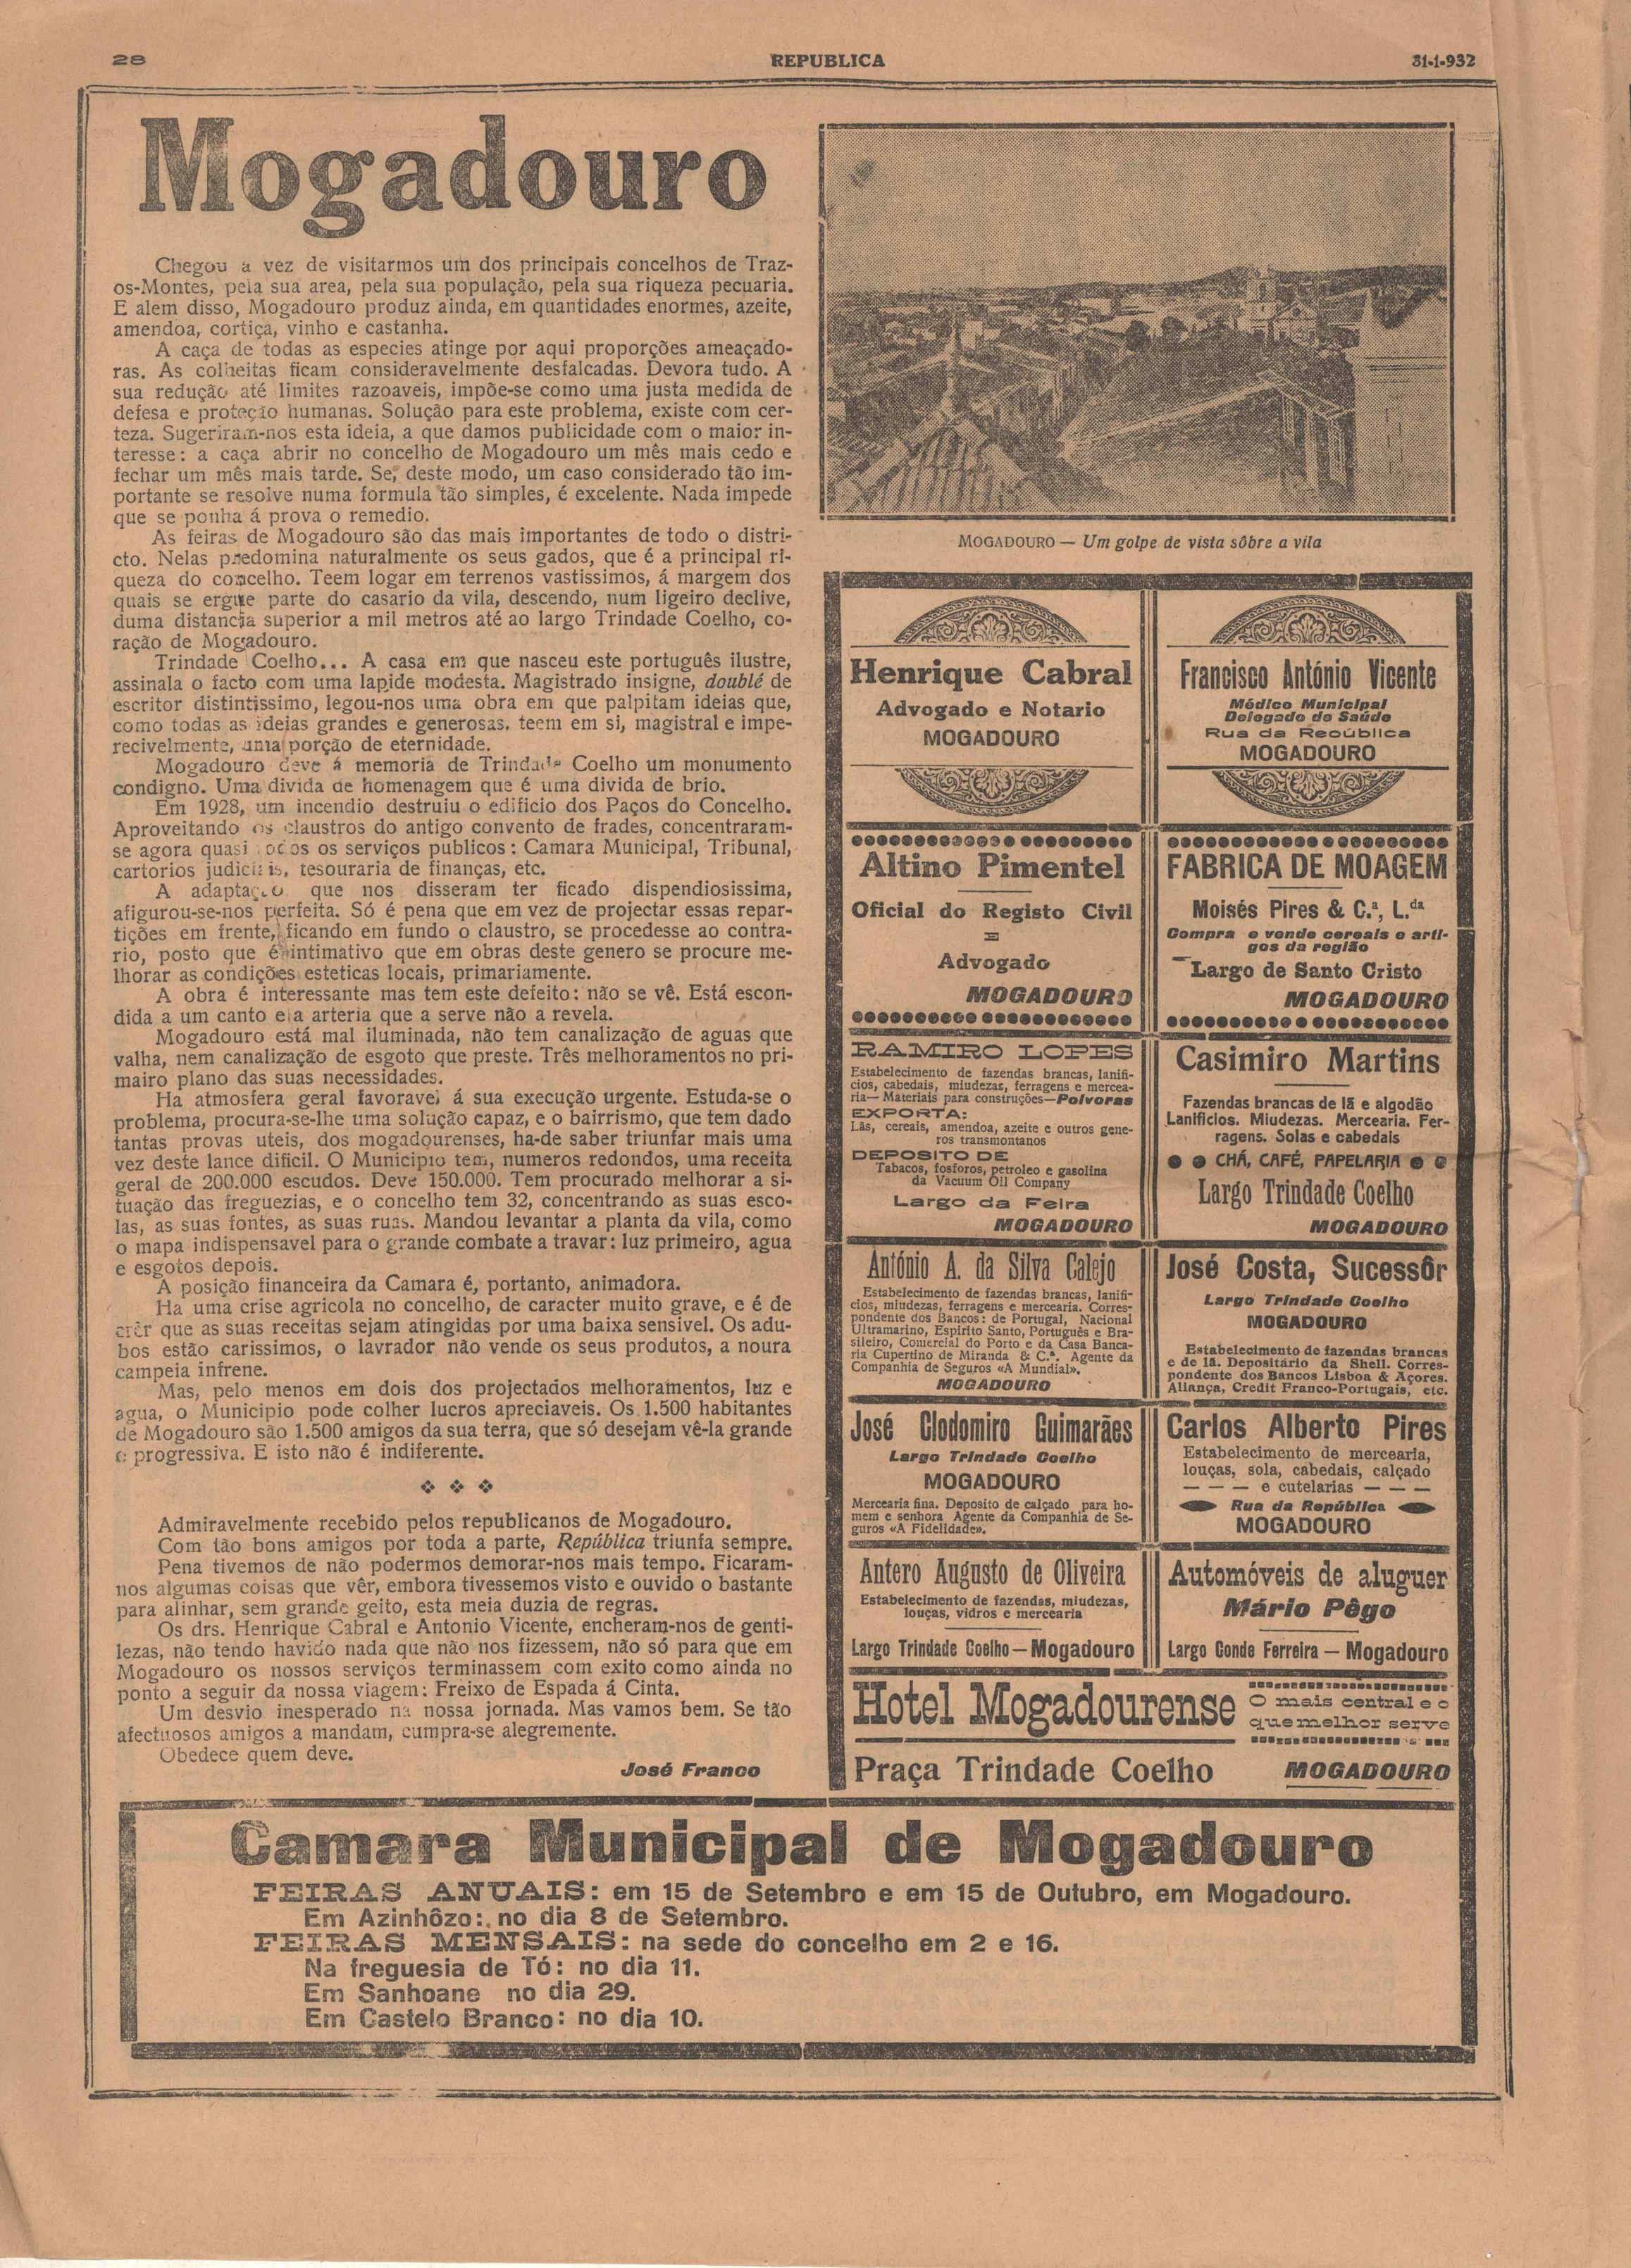 28
REPUBLICA
31-1-932
Mogadouro
Chegou a vez de visitarmos um dos principais concelhos de Traz-
os-Montes, pela sua area, pela sua população, pela sua riqueza pecuaria.
E alem disso, Mogadouro produz ainda, em quantidades enormes, azeite,
amendoa, cortiça, vinho e castanha.
A caça de todas as especies atinge por aqui proporções ameaçado-
ras. As colheitas ficam consideravelmente desfalcadas. Devora tudo. A
sua redução até limites razoaveis, impõe-se como uma justa medida de
defesa e proteção humanas. Solução para este problema, existe com cer-
teza. Sugeriram-nos esta ideia, a que damos publicidade com o maior in-
teresse: a caça abrir no concelho de Mogadouro um mês mais cedo e
fechar um mês mais tarde. Se, deste modo, um caso considerado tão im-
portante se resolve numa formula tão simples, é excelente. Nada impede
que se ponha á prova o remedio.
As feiras de Mogadouro são das mais importantes de todo o distri-
cto. Nelas predomina naturalmente os seus gados, que é a principal ri-
queza do concelho. Teem logar em terrenos vastissimos, á margem dos
quais se ergue parte do casario da vila, descendo, num ligeiro declive,
duma distancia superior a mil metros até ao largo Trindade Coelho, co-
ração de Mogadouro.
Trindade Coelho... A casa em que nasceu este português ilustre,
assinala o facto com uma lapide modesta. Magistrado insigne, doublé de
escritor distintissimo, legou-nos uma obra em que palpitam ideias que,
como todas as ideias grandes e generosas, teem em si, magistral e impe-
recivelmente, uma porção de eternidade.
Mogadouro deve á memoria de Trindade Coelho um monumento
condigno. Uma divida de homenagem que é uma divida de brio.
Em 1928, um incendio destruiu o edificio dos Paços do Concelho.
Aproveitando os claustros do antigo convento de frades, concentraram-
se agora quasi todos os serviços publicos: Camara Municipal, Tribunal,
cartorios judiciais, tesouraria de finanças, etc.
A adaptação que nos disseram ter ficado dispendiosissima,
afigurou-se-nos perfeita. Só é pena que em vez de projectar essas repar-
tições em frente, ficando em fundo o claustro, se procedesse ao contra-
rio, posto que é intimativo que em obras deste genero se procure me-
lhorar as condições esteticas locais, primariamente.
A obra é interessante mas tem este defeito: não se vê. Está escon-
dida a um canto e a arteria que a serve não a revela.
Mogadouro está mal iluminada, não tem canalização de aguas que
valha, nem canalização de esgoto que preste. Três melhoramentos no pri-
mairo plano das suas necessidades.
Ha atmosfera geral favoravel á sua execução urgente. Estuda-se o
problema, procura-se-lhe uma solução capaz, e o bairrismo, que tem dado
tantas provas uteis, dos mogadourenses, ha-de saber triunfar mais uma
vez deste lance dificil. O Municipio tem, numeros redondos, uma receita
geral de 200.000 escudos. Deve 150.000. Tem procurado melhorar a si-
tuação das freguezias, e o concelho tem 32, concentrando as suas esco-
las, as suas fontes, as suas ruas. Mandou levantar a planta da vila, como
o mapa indispensavel para o grande combate a travar: luz primeiro, agua
e esgotos depois.
A posição financeira da Camara é, portanto, animadora.
Ha uma crise agricola no concelho, de caracter muito grave, e é de
crêr que as suas receitas sejam atingidas por uma baixa sensivel. Os adu-
bos estão carissimos, o lavrador não vende os seus produtos, a noura
campeia infrene.
Mas, pelo menos em dois dos projectados melhoramentos, luz e
agua, o Municipio pode colher lucros apreciaveis. Os 1.500 habitantes
de Mogadouro são 1.500 amigos da sua terra, que só desejam vê-la grande
e progressiva. E isto não é indiferente.
Admiravelmente recebido pelos republicanos de Mogadouro.
Com tão bons amigos por toda a parte, República triunfa sempre.
Pena tivemos de não podermos demorar-nos mais tempo. Ficaram-
nos algumas coisas que vêr, embora tivessemos visto e ouvido o bastante
para alinhar, sem grande geito, esta meia duzia de regras.
Os drs. Henrique Cabral e Antonio Vicente, encheram-nos de genti-
lezas, não tendo havido nada que não nos fizessem, não só para que em
Mogadouro os nossos serviços terminassem com exito como ainda no
ponto a seguir da nossa viagem: Freixo de Espada á Cinta.
Um desvio inesperado na nossa jornada. Mas vamos bem. Se tão
afectuosos amigos a mandam, cumpra-se alegremente.
Obedece quem deve.
José Franco
MOGADOURO — Um golpe de vista sôbre a vila
Henrique Cabral
Advogado e Notario
MOGADOURO
Francisco António Vicente
Médico Municipal
Delegado de Saúde
Rua da República
MOGADOURO
Altino Pimentel
Oficial do Registo Civil
E
Advogado
MOGADOURO
FABRICA DE MOAGEM
Moisés Pires & C.ª, L.da
Compra e vende cereais e arti-
gos da região
Largo de Santo Cristo
MOGADOURO
RAMIRO LOPES
Estabelecimento de fazendas brancas, lanifi-
cios, cabedais, miudezas, ferragens e mercea-
ria—Materiais para construções—Polvoras
EXPORTA:
Lãs, cereais, amendoa, azeite e outros gene-
ros transmontanos
DEPOSITO DE
Tabacos, fosforos, petroleo e gasolina
da Vacuum Oil Company
Largo da Feira
MOGADOURO
Casimiro Martins
Fazendas brancas de lã e algodão
Lanificios. Miudezas. Mercearia. Fer-
ragens. Solas e cabedais
CHÁ, CAFÉ, PAPELARIA
Largo Trindade Coelho
MOGADOURO
António A. da Silva Calejo
Estabelecimento de fazendas brancas, lanifi-
cios, miudezas, ferragens e mercearia. Corres-
pondente dos Bancos: de Portugal, Nacional
Ultramarino, Espirito Santo, Português e Bra-
sileiro, Comercial do Porto e da Casa Banca-
ria Cupertino de Miranda & C.ª. Agente da
Companhia de Seguros «A Mundial».
MOGADOURO
José Costa, Sucessôr
Largo Trindade Coelho
MOGADOURO
Estabelecimento de fazendas brancas
e de lã. Depositário da Shell. Corres-
pondente dos Bancos Lisboa & Açores.
Aliança, Credit Franco-Portugais, etc.
José Clodomiro Guimarães
Largo Trindade Coelho
MOGADOURO
Mercearia fina. Deposito de calçado para ho-
mem e senhora Agente da Companhia de Se-
guros «A Fidelidade».
Carlos Alberto Pires
Estabelecimento de mercearia,
louças, sola, cabedais, calçado
— — — e cutelarias — — —
Rua da República
MOGADOURO
Antero Augusto de Oliveira
Estabelecimento de fazendas, miudezas,
louças, vidros e mercearia
Largo Trindade Coelho — Mogadouro
Automóveis de aluguer
Mário Pêgo
Largo Conde Ferreira — Mogadouro
Hotel Mogadourense
O mais central e o
que melhor serve
Praça Trindade Coelho
MOGADOURO
Camara Municipal de Mogadouro
FEIRAS ANUAIS: em 15 de Setembro e em 15 de Outubro, em Mogadouro.
Em Azinhôzo: no dia 8 de Setembro.
FEIRAS MENSAIS: na sede do concelho em 2 e 16.
Na freguesia de Tó: no dia 11.
Em Sanhoane no dia 29.
Em Castelo Branco: no dia 10.